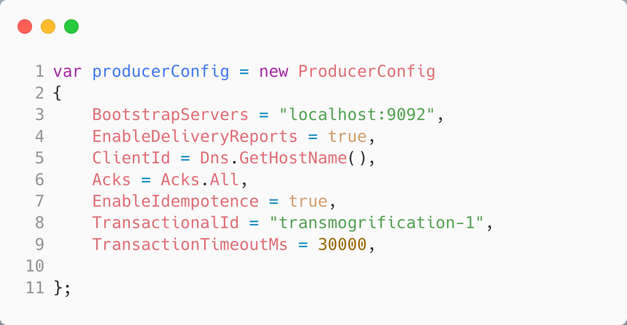 1 var producerConfig = new ProducerConfig
2 {
3     BootstrapServers = "localhost:9092",
4     EnableDeliveryReports = true,
5     ClientId = Dns.GetHostName(),
6     Acks = Acks.All,
7     EnableIdempotence = true,
8     TransactionalId = "transmogrification-1",
9     TransactionTimeoutMs = 30000,
10
11 };